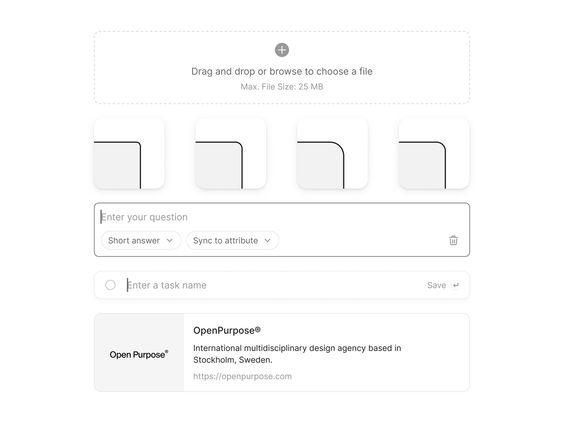 Drag and drop or browse to choose a file
Max. File Size: 25 MB
Enter your question
Short answer
Sync to attribute
Enter a task name
Save
Open Purpose®
OpenPurpose®
International multidisciplinary design agency based in
Stockholm, Sweden.
https://openpurpose.com